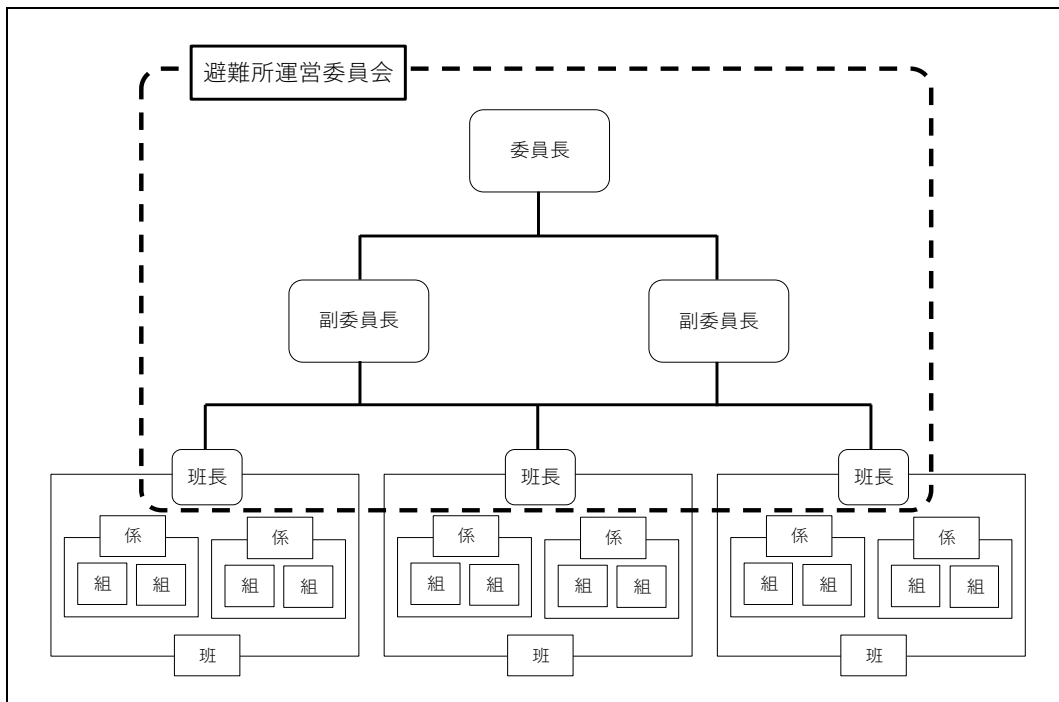 避難所運営委員会
委員長
副委員長 副委員長
班長 班長 班長
係 係 係 係 係 係
組 組 組 組 組 組 組 組 組 組 組 組
班 班 班